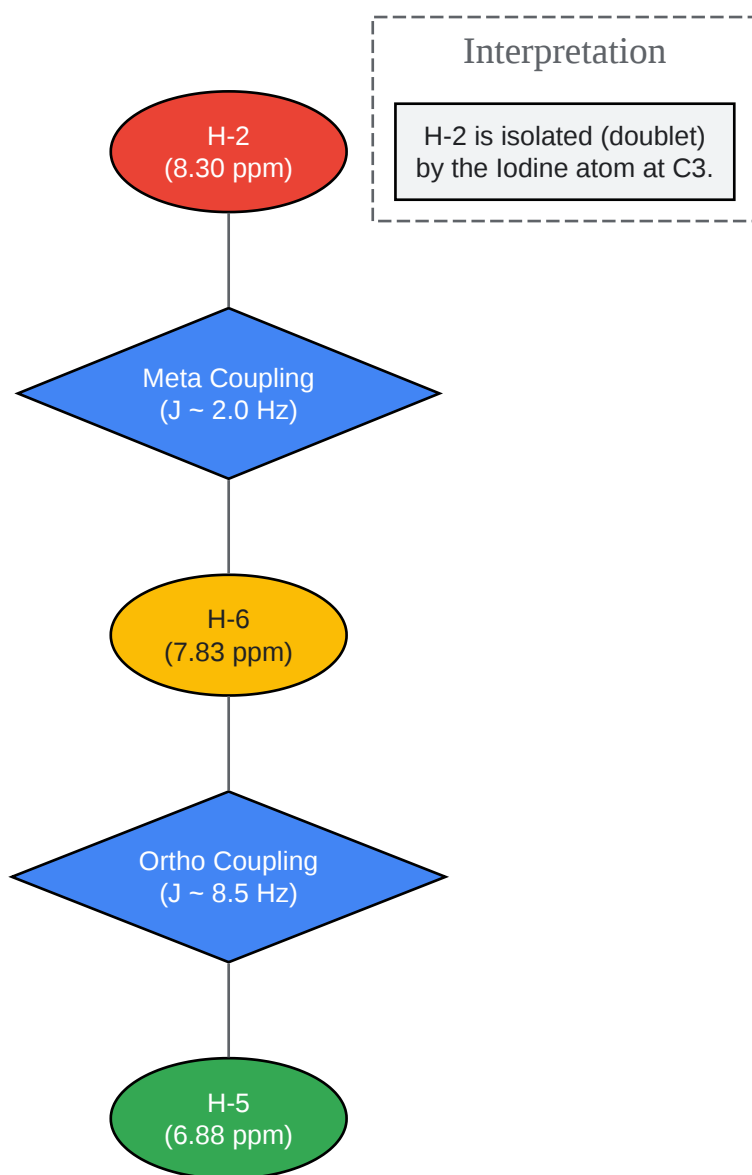 Interpretation
H-2 is isolated (doublet)
by the Iodine atom at C3.
H-2
(8.30 ppm)
Meta Coupling
(J ~ 2.0 Hz)
H-6
(7.83 ppm)
Ortho Coupling
(J ~ 8.5 Hz)
H-5
(6.88 ppm)